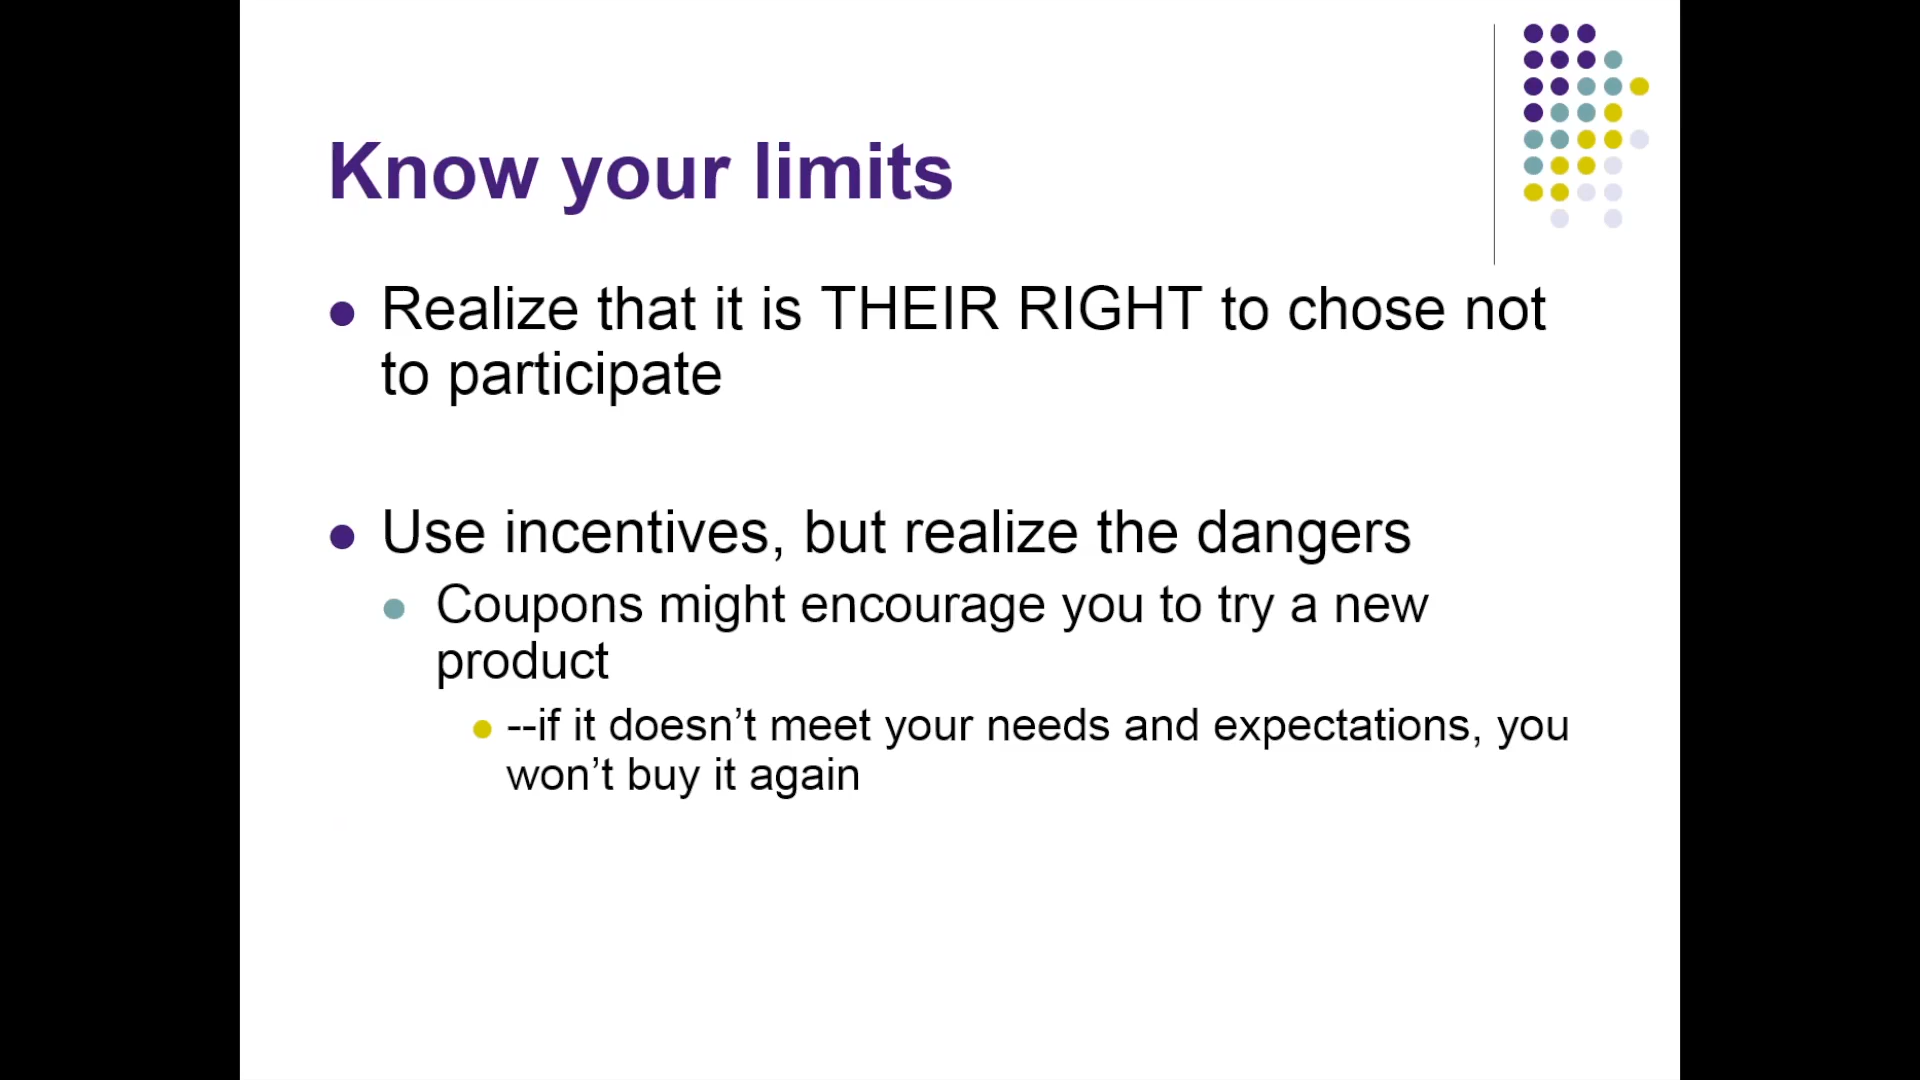 Know your limits
Realize that it is THEIR RIGHT to chose not
to participate
Use incentives, but realize the dangers
Coupons might encourage you to try a new
product
--if it doesn’t meet your needs and expectations, you
won’t buy it again